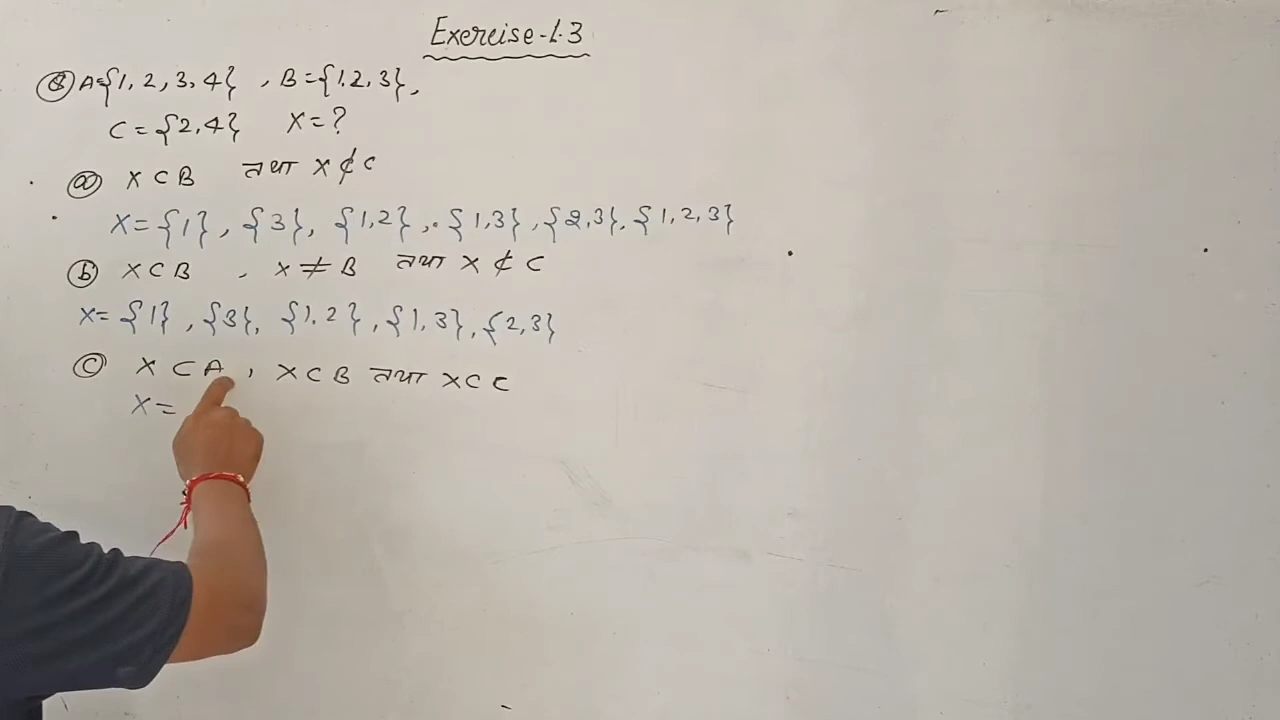 Exercise-1.3
Q A={1, 2, 3, 4} , B={1.2, 3},
C={2,4} X=?
(a) X⊂B तथा X⊄C
X={1}, {3}, {1,2},.{1,3},{2,3},{1,2,3}
(b) X⊂B , X≠B तथा X⊄C
X={1}, {3}, {1,2}, {1,3},{2,3}
(c) X⊂A, X⊂B तथा X⊂C
X=